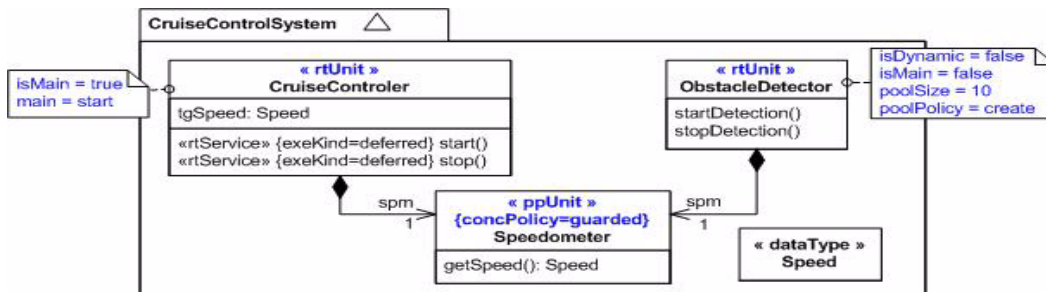 CruiseControlSystem
isMain = true
main = start
« rtUnit »
CruiseControler
tgSpeed: Speed
«rtService» {exeKind=deferred} start()
«rtService» {exeKind=deferred} stop()
« rtUnit »
ObstacleDetector
startDetection()
stopDetection()
isDynamic = false
isMain = false
poolSize = 10
poolPolicy = create
spm
1
« ppUnit »
{concPolicy=guarded}
Speedometer
getSpeed(): Speed
spm
1
« dataType »
Speed